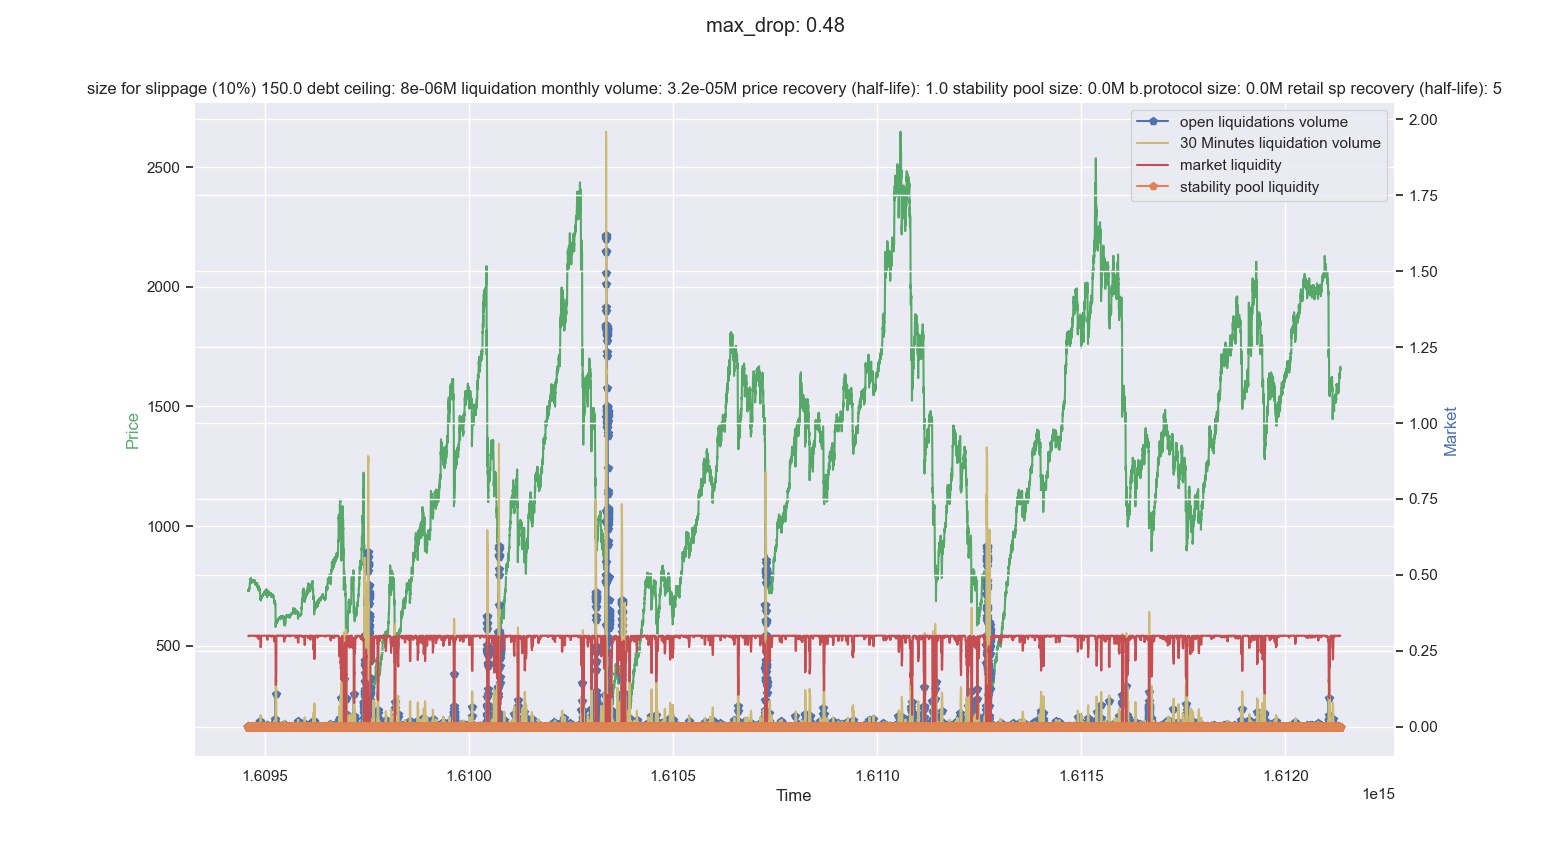 max_drop: 0.48
size for slippage (10%) 150.0 debt ceiling: 8e-06M liquidation monthly volume: 3.2e-05M price recovery (half-life): 1.0 stability pool size: 0.0M b.protocol size: 0.0M retail sp recovery (half-life): 5
open liquidations volume
30 Minutes liquidation volume
market liquidity
stability pool liquidity
2500
2000
1500
1000
500
Price
2.00
1.75
1.50
1.25
1.00
0.75
0.50
0.25
0.00
Market
1.6095 1.6100 1.6105 1.6110 1.6115 1.6120
Time
1e15